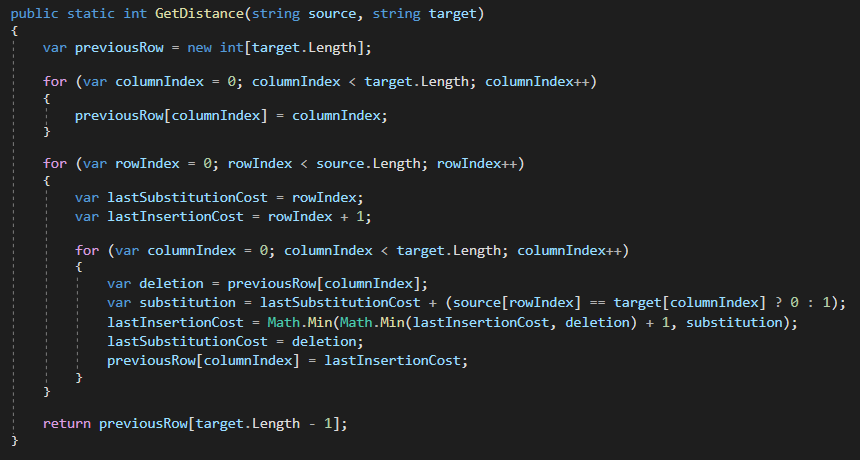 public static int GetDistance(string source, string target)
{
    var previousRow = new int[target.Length];

    for (var columnIndex = 0; columnIndex < target.Length; columnIndex++)
    {
        previousRow[columnIndex] = columnIndex;
    }

    for (var rowIndex = 0; rowIndex < source.Length; rowIndex++)
    {
        var lastSubstitutionCost = rowIndex;
        var lastInsertionCost = rowIndex + 1;

        for (var columnIndex = 0; columnIndex < target.Length; columnIndex++)
        {
            var deletion = previousRow[columnIndex];
            var substitution = lastSubstitutionCost + (source[rowIndex] == target[columnIndex] ? 0 : 1);
            lastInsertionCost = Math.Min(Math.Min(lastInsertionCost, deletion) + 1, substitution);
            lastSubstitutionCost = deletion;
            previousRow[columnIndex] = lastInsertionCost;
        }
    }

    return previousRow[target.Length - 1];
}